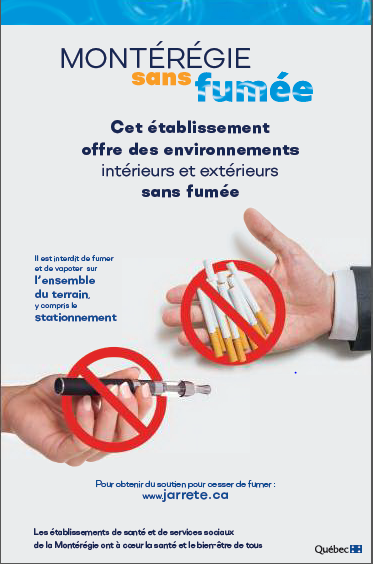 MONTÉRÉGIE
sans fumée
Cet établissement
offre des environnements
intérieurs et extérieurs
sans fumée
Il est interdit de fumer
et de vapoter sur
l'ensemble
du terrain,
y compris le
stationnement
Pour obtenir du soutien pour cesser de fumer :
www.jarrete.ca
Les établissements de santé et de services sociaux
de la Montérégie ont à cœur la santé et le bien-être de tous
Québec